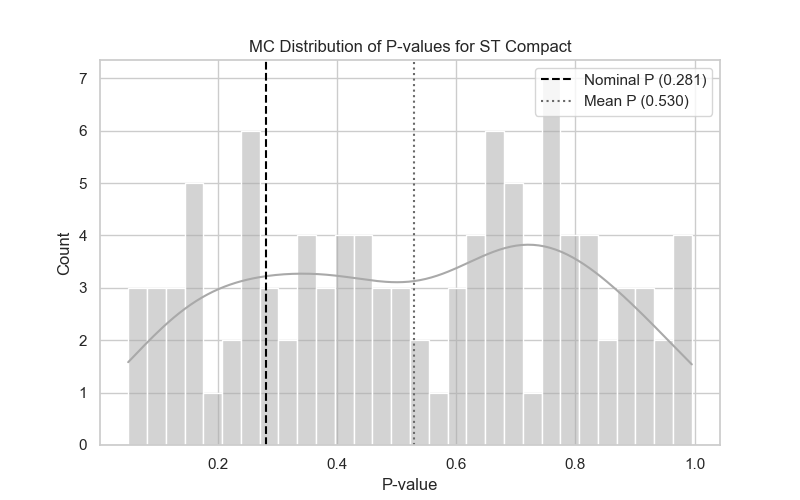 MC Distribution of P-values for ST Compact
Nominal P (0.281)
Mean P (0.530)
7
6
5
4
3
2
1
0
Count
0.2 0.4 0.6 0.8 1.0
P-value